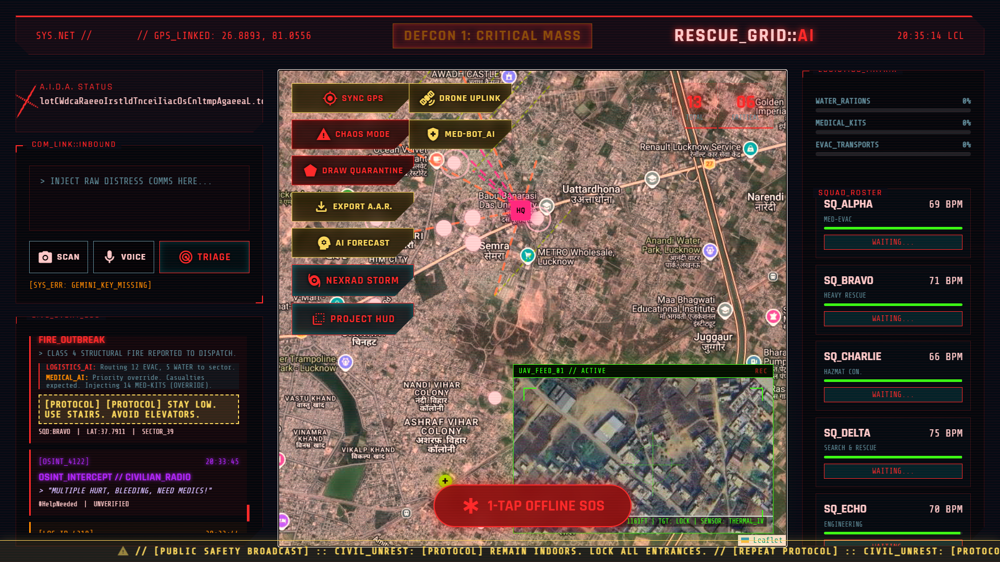 SYS.NET //
// GPS_LINKED: 26.8893, 81.0556
DEFCON 1: CRITICAL MASS
RESCUE_GRID::AI
20:35:14 LCL
A.I.D.A. STATUS
COM_LINK::INBOUND
> INJECT RAW DISTRESS COMMS HERE...
SCAN
VOICE
TRIAGE
[SYS_ERR: GEMINI_KEY_MISSING]
FIRE_OUTBREAK
> CLASS 4 STRUCTURAL FIRE REPORTED TO DISPATCH.
LOGISTICS_AI: Routing 12 EVAC, 5 WATER to sector.
MEDICAL_AI: Priority override. Casualties
expected. Injecting 14 MED-KITS (OVERRIDE).
[PROTOCOL] [PROTOCOL] STAY LOW.
USE STAIRS. AVOID ELEVATORS.
SQD:BRAVO | LAT:37.7911 | SECTOR_39
[OSINT_4122]
20:33:45
OSINT_INTERCEPT // CIVILIAN_RADIO
> "MULTIPLE HURT, BLEEDING, NEED MEDICS!"
#HelpNeeded | UNVERIFIED
SYNC GPS
DRONE UPLINK
CHAOS MODE
MED-BOT_AI
DRAW QUARANTINE
EXPORT A.A.R.
AI FORECAST
NEXRAD STORM
PROJECT HUD
AWADH CASTLE
13
06
Golden
Imperia
Renault Lucknow Service
रेनॉल्ट कार सेवा केंद्र
27
Uattardhona
उअत्तार्धोना
Narendi
नारेंदी
Babu Banarasi
HQ
Semra
सेमरा
METRO Wholesale,
Lucknow
Anandi Water
Park, Lucknow
आनंदी वाटर
पार्क, लखनऊ
HIM CITY
V-Mart -
Maa Bhagwati
Educational Institute
मॉ भगवती एजुकेशनल
इंस्टीट्यूट
Juggaur
जुग्गौर
चिनहट
er Trampoline
Park - Lucknow
VASTU KHAND
वास्तु खंड
NANDI VIHAR
COLONY
नंदी विहार
कॉलोनी
ASHRAF VIHAR
COLONY
अशरफ़ विहार
कॉलोनी
VINAMRA
KHAND
विनम्र खंड
VIKALP KHAND
विकल्प खंड
UAV_FEED_01 // ACTIVE
REC
1161FT | TGT: LOCK | SENSOR: THERMAL_IV
1-TAP OFFLINE SOS
Leaflet
WATER_RATIONS 0%
MEDICAL_KITS 0%
EVAC_TRANSPORTS 0%
SQUAD_ROSTER
SQ_ALPHA 69 BPM
MED-EVAC
WAITING...
SQ_BRAVO 71 BPM
HEAVY RESCUE
WAITING...
SQ_CHARLIE 66 BPM
HAZMAT CON.
WAITING...
SQ_DELTA 75 BPM
SEARCH & RESCUE
WAITING...
SQ_ECHO 70 BPM
ENGINEERING
// [PUBLIC SAFETY BROADCAST] :: CIVIL_UNREST: [PROTOCOL] REMAIN INDOORS. LOCK ALL ENTRANCES. // [REPEAT PROTOCOL] :: CIVIL_UNREST: [PROTOCO